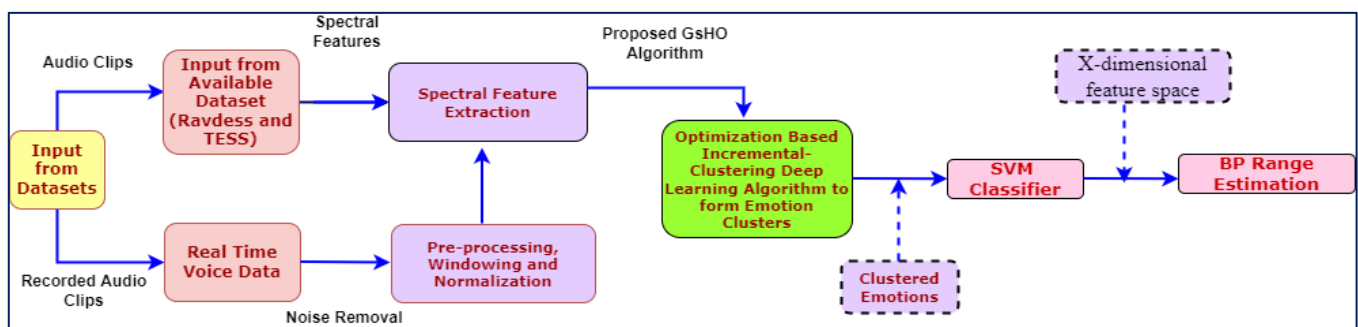 Audio Clips
Input from
Available
Dataset
(Ravdess and
TESS)
Spectral
Features
Spectral Feature
Extraction
Proposed GsHO
Algorithm
Input
from
Datasets
Optimization Based
Incremental-
Clustering Deep
Learning Algorithm to
form Emotion
Clusters
SVM
Classifier
X-dimensional
feature space
BP Range
Estimation
Recorded Audio
Clips
Real Time
Voice Data
Noise Removal
Pre-processing,
Windowing and
Normalization
Clustered
Emotions